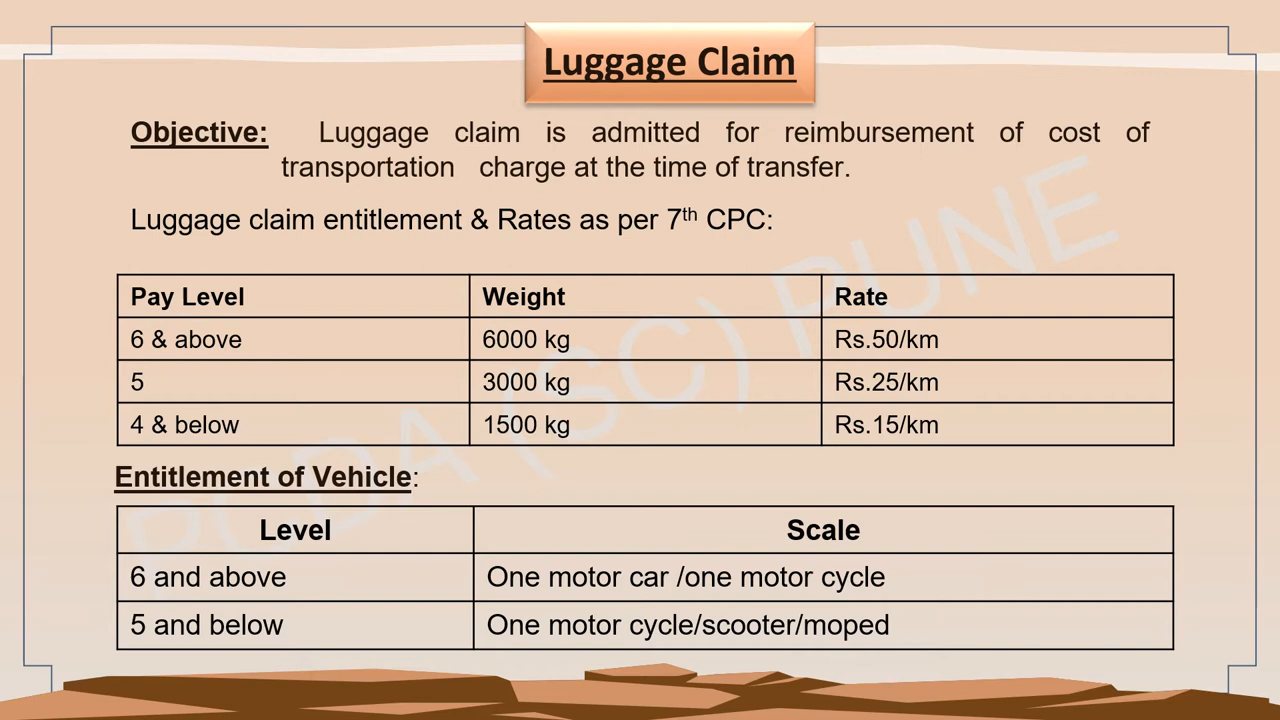 Luggage Claim
Objective: Luggage claim is admitted for reimbursement of cost of
transportation charge at the time of transfer.
Luggage claim entitlement & Rates as per 7th CPC:
Pay Level Weight Rate
6 & above 6000 kg Rs.50/km
5 3000 kg Rs.25/km
4 & below 1500 kg Rs.15/km
Entitlement of Vehicle:
Level Scale
6 and above One motor car /one motor cycle
5 and below One motor cycle/scooter/moped
PCDA (SC) PUNE